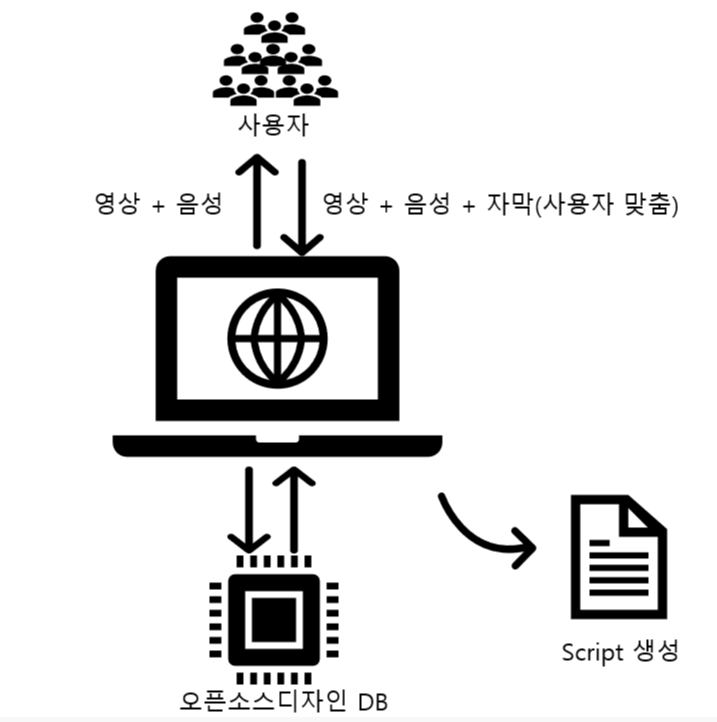 사용자
영상 + 음성
영상 + 음성 + 자막(사용자 맞춤)
Script 생성
오픈소스디자인 DB